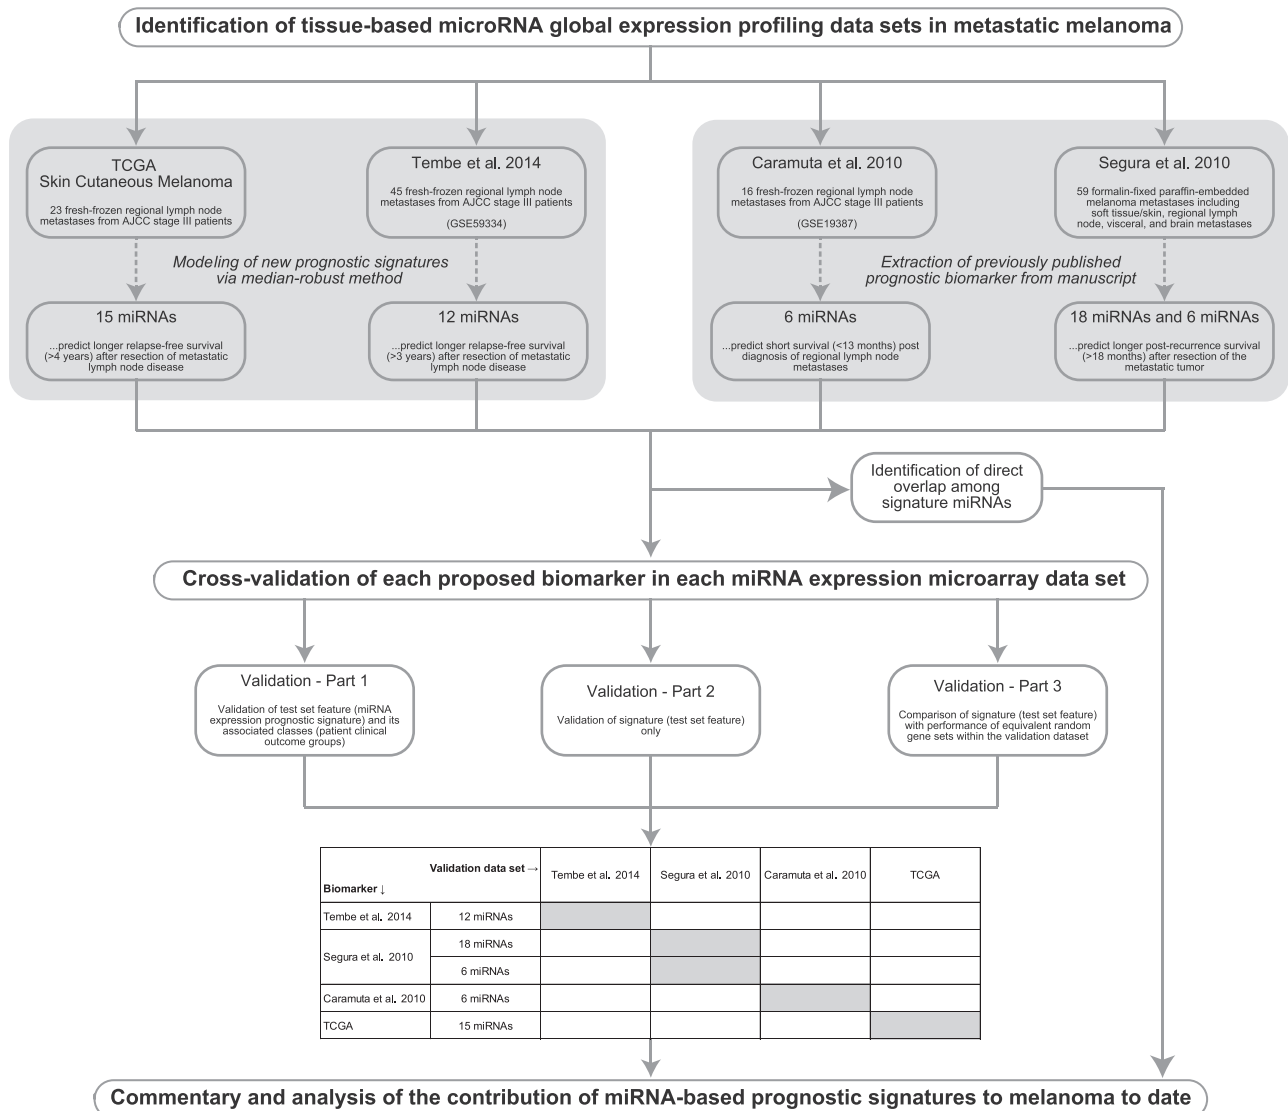 Identification of tissue-based microRNA global expression profiling data sets in metastatic melanoma
TCGA
Skin Cutaneous Melanoma
23 fresh-frozen regional lymph node
metastases from AJCC stage III patients
Tembe et al. 2014
45 fresh-frozen regional lymph node
metastases from AJCC stage III patients
(GSE59334)
Caramuta et al. 2010
16 fresh-frozen regional lymph node
metastases from AJCC stage III patients
(GSE19387)
Segura et al. 2010
59 formalin-fixed paraffin-embedded
melanoma metastases including
soft tissue/skin, regional lymph
node, visceral, and brain metastases
Modeling of new prognostic signatures
via median-robust method
Extraction of previously published
prognostic biomarker from manuscript
15 miRNAs
...predict longer relapse-free survival
(>4 years) after resection of metastatic
lymph node disease
12 miRNAs
...predict longer relapse-free survival
(>3 years) after resection of metastatic
lymph node disease
6 miRNAs
...predict short survival (<13 months) post
diagnosis of regional lymph node
metastases
18 miRNAs and 6 miRNAs
...predict longer post-recurrence survival
(>18 months) after resection of the
metastatic tumor
Identification of direct
overlap among
signature miRNAs
Cross-validation of each proposed biomarker in each miRNA expression microarray data set
Validation - Part 1
Validation of test set feature (miRNA
expression prognostic signature) and its
associated classes (patient clinical
outcome groups)
Validation - Part 2
Validation of signature (test set feature)
only
Validation - Part 3
Comparison of signature (test set feature)
with performance of equivalent random
gene sets within the validation dataset
Validation data set →
Biomarker ↓
Tembe et al. 2014 Segura et al. 2010 Caramuta et al. 2010 TCGA
Tembe et al. 2014 12 miRNAs
Segura et al. 2010 18 miRNAs
6 miRNAs
Caramuta et al. 2010 6 miRNAs
TCGA 15 miRNAs
Commentary and analysis of the contribution of miRNA-based prognostic signatures to melanoma to date